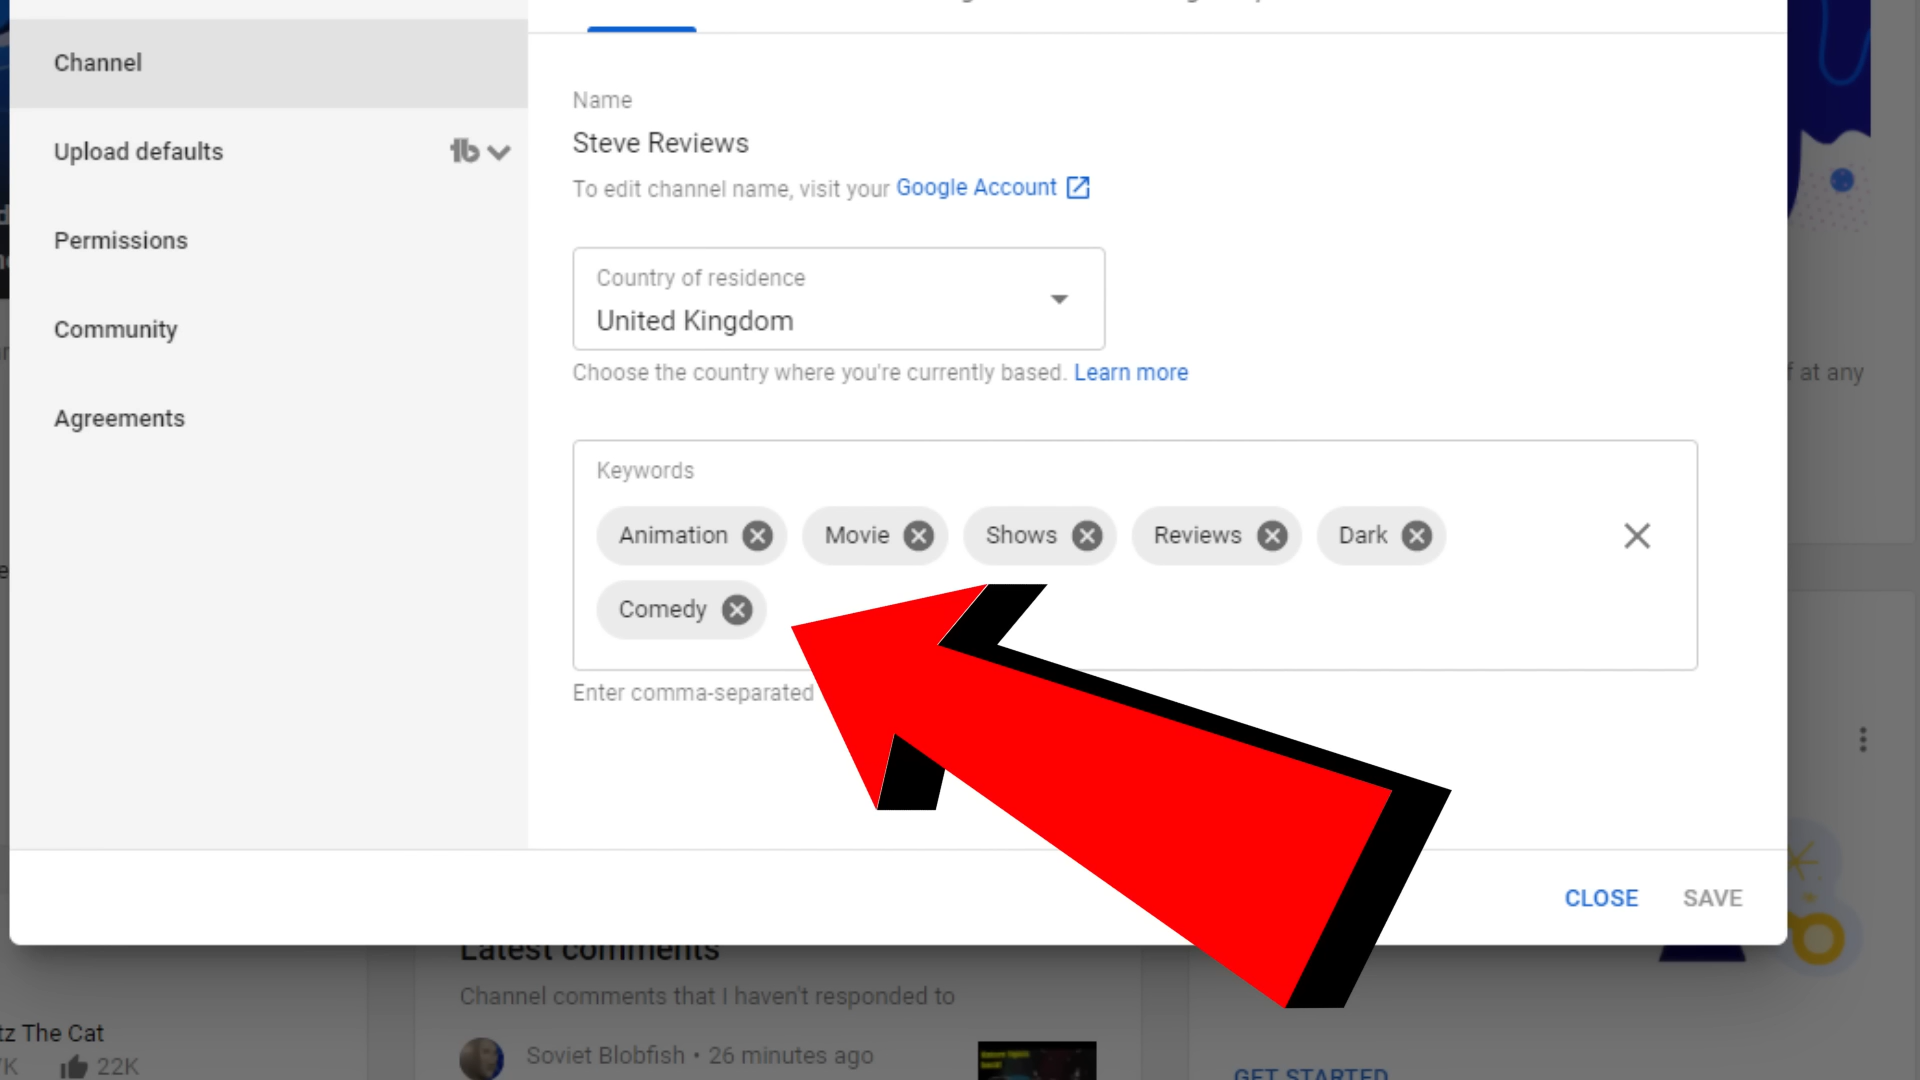 Channel
Upload defaults
Permissions
Community
Agreements
Name
Steve Reviews
To edit channel name, visit your Google Account
Country of residence
United Kingdom
Choose the country where you're currently based. Learn more
Keywords
Animation Movie Shows Reviews Dark
Comedy
Enter comma-separated
CLOSE SAVE
at any
Latest comments
Channel comments that I haven't responded to
Soviet Blobfish • 26 minutes ago
tz The Cat
K 22K
GET STARTED